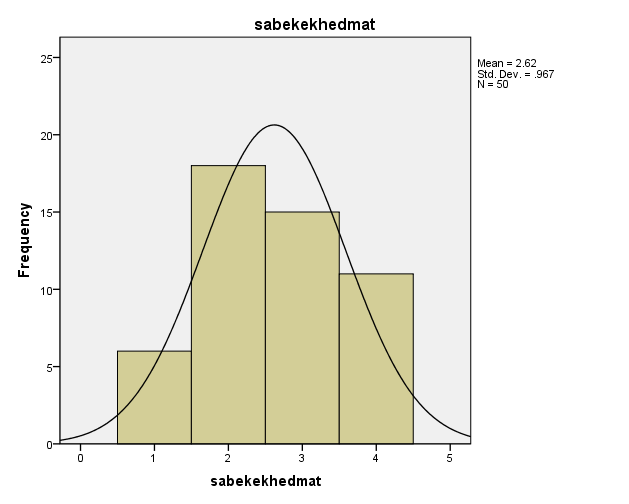 sabekekhedmat
Mean = 2.62
Std. Dev. = .967
N = 50
25
20
15
10
5
0
Frequency
0 1 2 3 4 5
sabekekhedmat